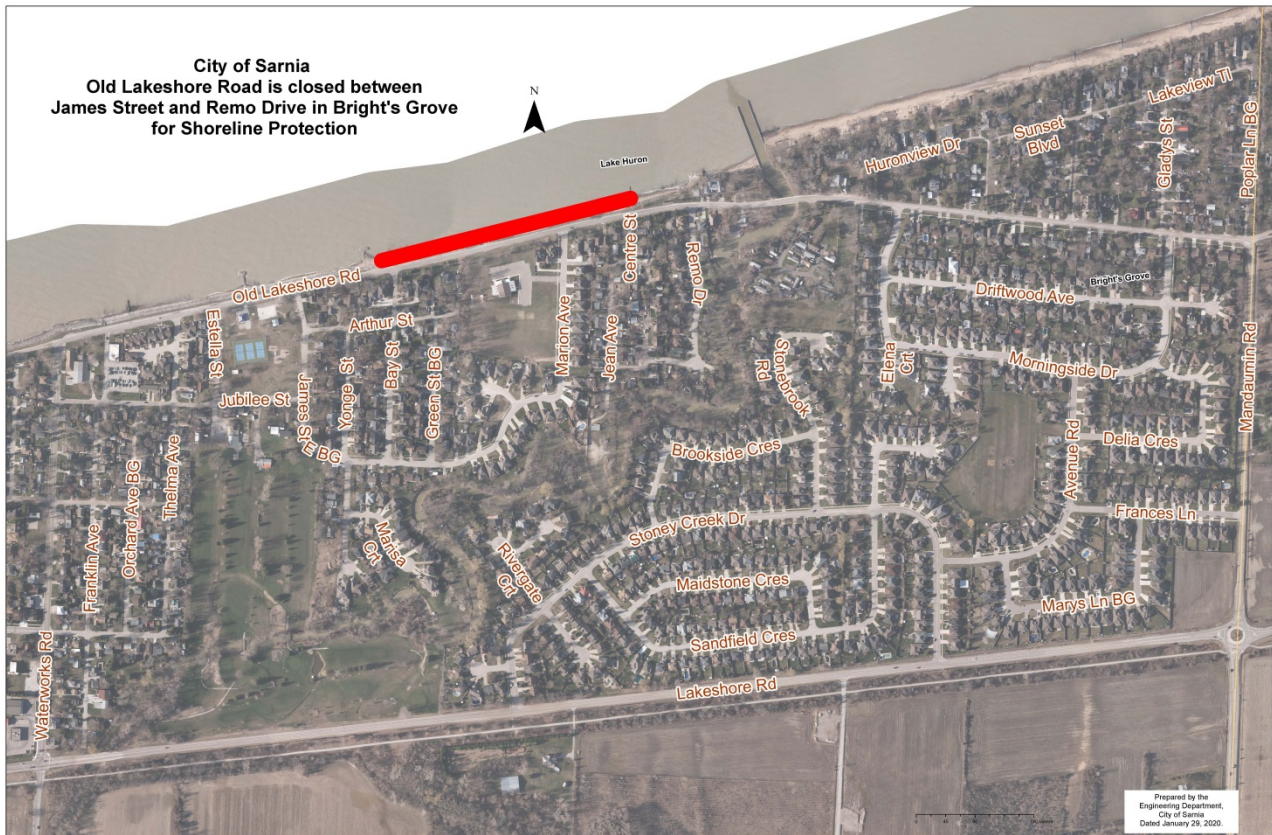 City of Sarnia
Old Lakeshore Road is closed between
James Street and Remo Drive in Bright's Grove
for Shoreline Protection
N
Lake Huron
Lakeview Tl
Sunset
Blvd
Huronview Dr
Gladys St
Poplar Ln BG
Old Lakeshore Rd
Centre St
Remo Dr
Bright's Grove
Driftwood Ave
Estella St
Arthur St
Marion Ave
Jean Ave
Stonebrook
Rd
Elena
Crt
Morningside Dr
Mandaumin Rd
Jubilee St
James St E BG
Yonge St
Bay St
Green St BG
Brookside Cres
Avenue Rd
Delia Cres
Thelma Ave
Orchard Ave BG
Franklin Ave
Marisa
Crt
Rivergate
Crt
Stoney Creek Dr
Frances Ln
Maidstone Cres
Marys Ln BG
Sandfield Cres
Waterworks Rd
Lakeshore Rd
Prepared by the
Engineering Department,
City of Sarnia
Dated January 29, 2020.